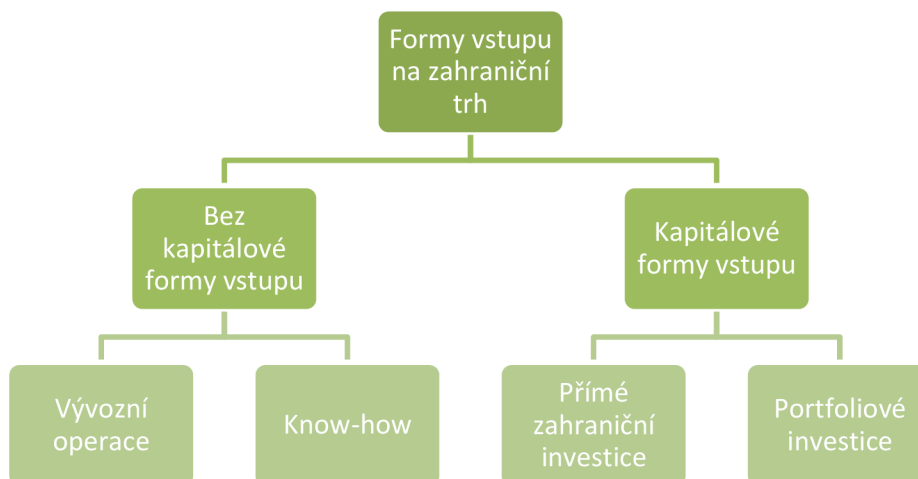 Formy vstupu
na zahraniční
trh
Bez
kapitálové
formy vstupu
Kapitálové
formy vstupu
Vývozní
operace
Know-how
Přímé
zahraniční
investice
Portfoliové
investice